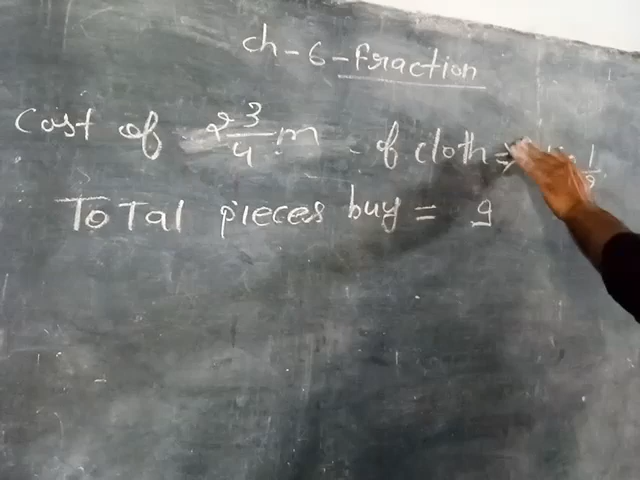 Ch - 6 - Fraction
Cost of 2 3/4 m of cloth =
Total pieces buy = 9